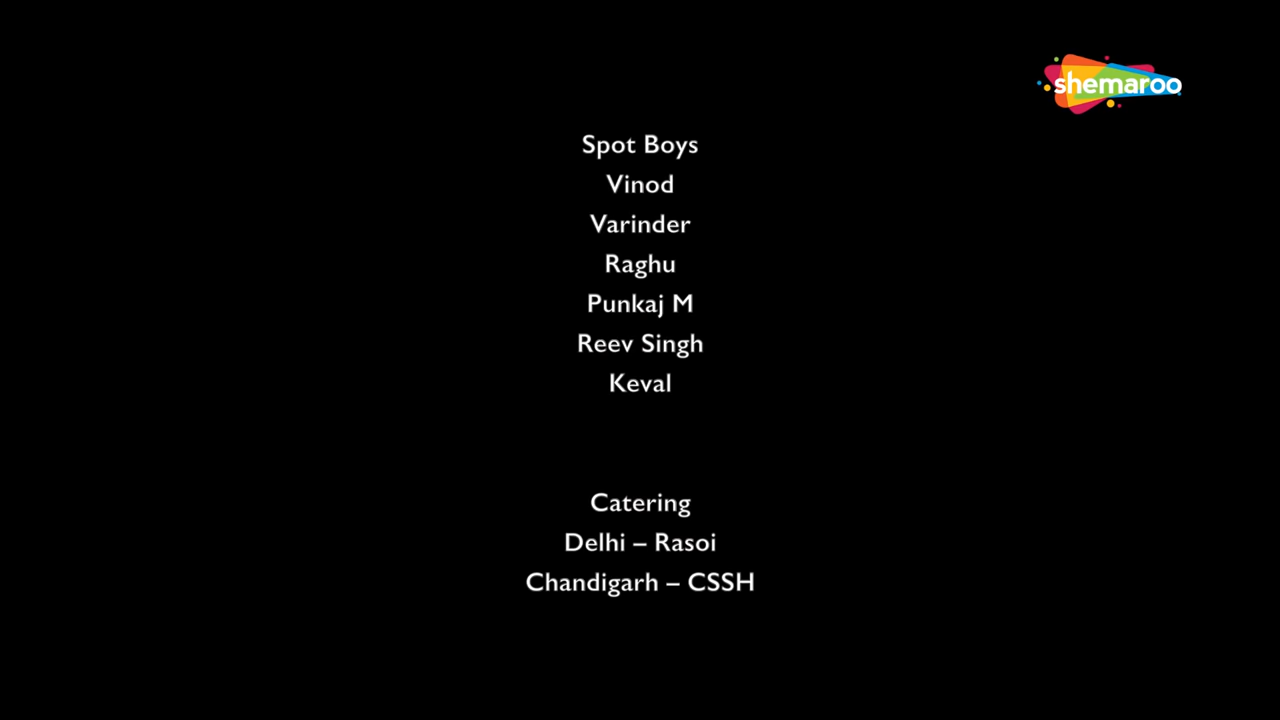 shemaroo
Spot Boys
Vinod
Varinder
Raghu
Punkaj M
Reev Singh
Keval
Catering
Delhi – Rasoi
Chandigarh – CSSH